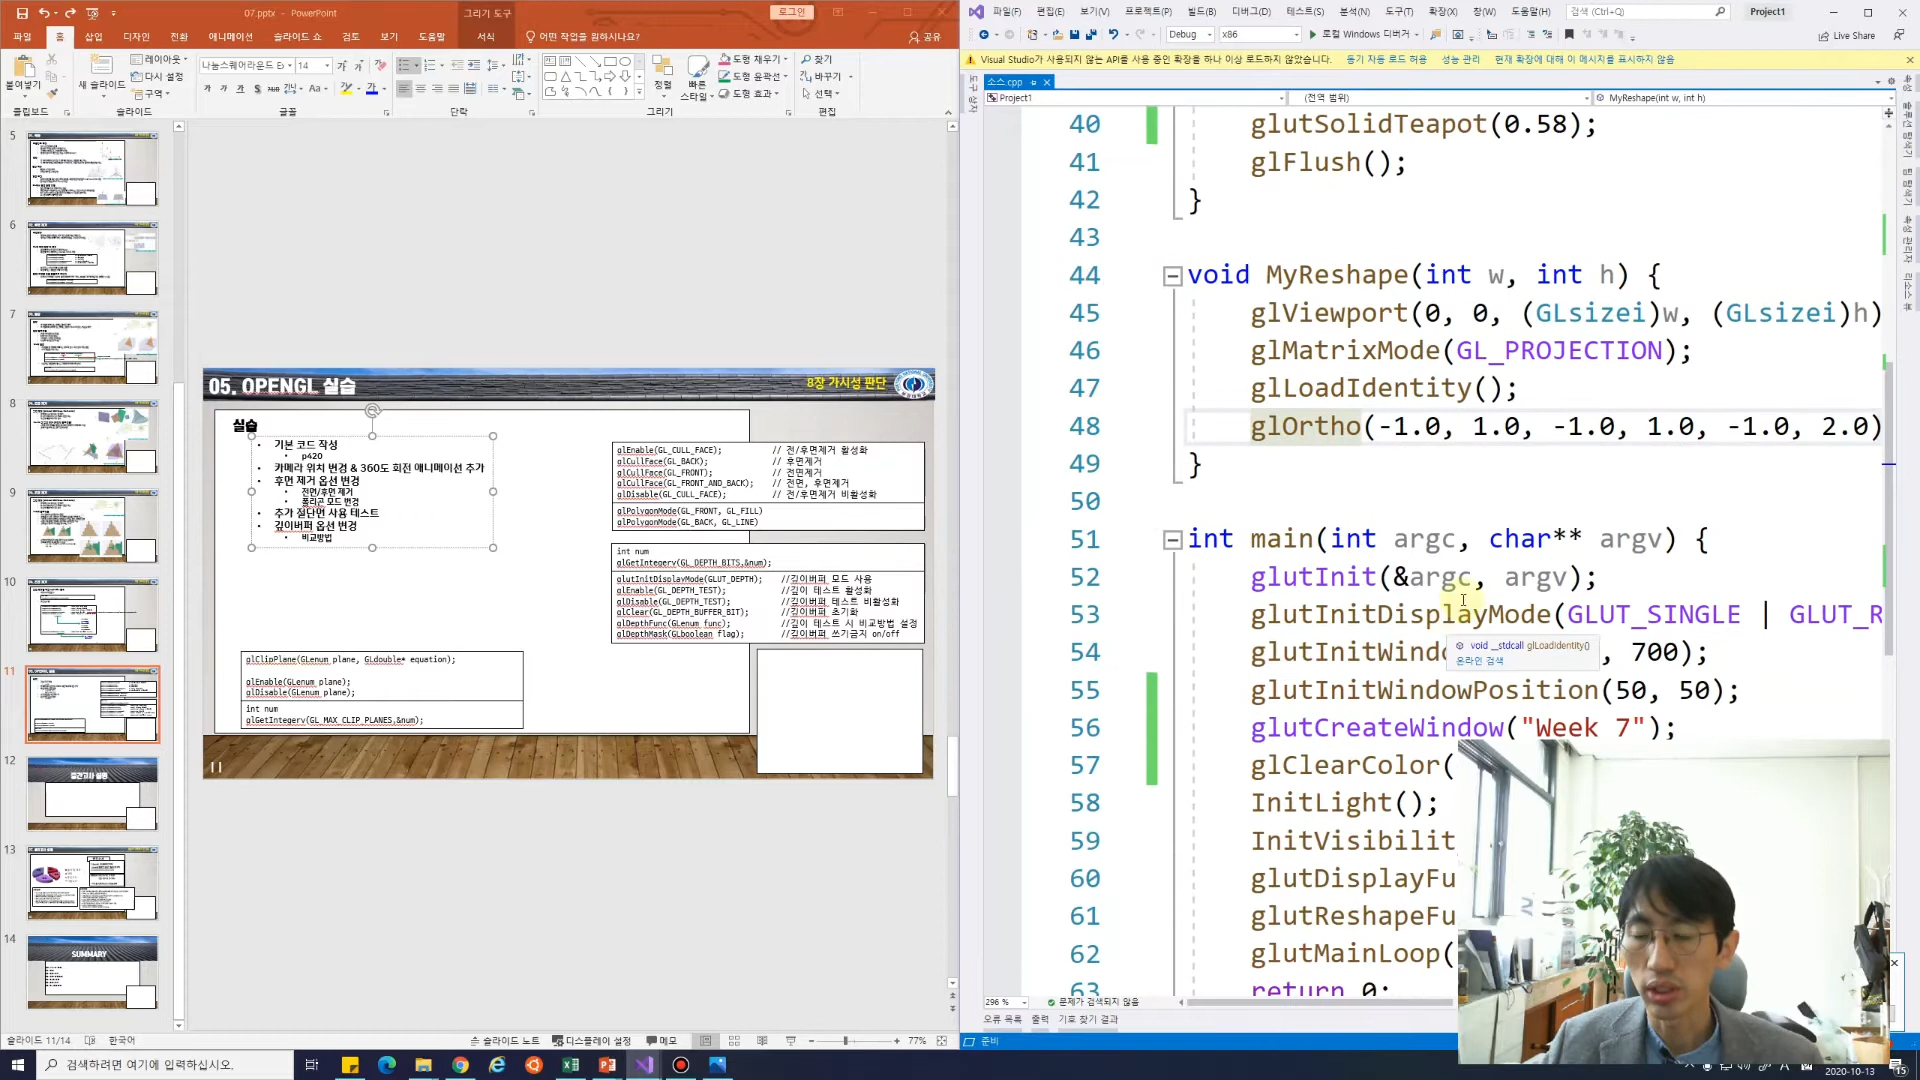 07.pptx - PowerPoint
그리기 도구
로그인
파일 홈 삽입 디자인 전환 애니메이션 슬라이드 쇼 검토 보기 도움말 서식 어떤 작업을 원하시나요? 공유
붙여넣기
새 슬라이드
레이아웃
다시 설정
구역
나눔스퀘어라운드 E 14
정렬
빠른 스타일
도형 채우기
도형 윤곽선
도형 효과
찾기
바꾸기
선택
클립보드 슬라이드 글꼴 단락 그리기 편집
5
6
7
8
9
10
11
12
13
14
SUMMARY
05. OPENGL 실습
8장 가시성 판단
실습
• 기본 코드 작성
• p420
• 카메라 위치 변경 & 360도 회전 애니메이션 추가
• 후면 제거 옵션 변경
• 전면/후면 제거
• 폴리곤 모드 변경
• 추가 절단면 사용 테스트
• 깊이버퍼 옵션 변경
• 비교방법
glEnable(GL_CULL_FACE); // 전/후면제거 활성화
glCullFace(GL_BACK); // 후면제거
glCullFace(GL_FRONT); // 전면제거
glCullFace(GL_FRONT_AND_BACK); // 전면, 후면제거
glDisable(GL_CULL_FACE); // 전/후면제거 비활성화
glPolygonMode(GL_FRONT, GL_FILL)
glPolygonMode(GL_BACK, GL_LINE)
int num
glGetIntegerv(GL_DEPTH_BITS,&num);
glutInitDisplayMode(GLUT_DEPTH); //깊이버퍼 모드 사용
glEnable(GL_DEPTH_TEST); //깊이 테스트 활성화
glDisable(GL_DEPTH_TEST); //깊이버퍼 테스트 비활성화
glClear(GL_DEPTH_BUFFER_BIT); //깊이버퍼 초기화
glDepthFunc(GLenum func); //깊이 테스트 시 비교방법 설정
glDepthMask(GLboolean flag); //깊이버퍼 쓰기금지 on/off
glClipPlane(GLenum plane, GLdouble* equation);
glEnable(GLenum plane);
glDisable(GLenum plane);
int num
glGetIntegerv(GL_MAX_CLIP_PLANES,&num);
11
슬라이드 11/14 한국어
슬라이드 노트 디스플레이 설정 메모 77%
파일(F) 편집(E) 보기(V) 프로젝트(P) 빌드(B) 디버그(D) 테스트(S) 분석(N) 도구(T) 확장(X) 창(W) 도움말(H) 검색 (Ctrl+Q) Project1
Debug x86 로컬 Windows 디버거 Live Share
Visual Studio가 사용되지 않는 API를 사용 중인 확장을 하나 이상 로드하지 않았습니다. 동기 자동 로드 허용 성능 관리 현재 확장에 대해 이 메시지를 표시하지 않음
소스.cpp
Project1 (전역 범위) MyReshape(int w, int h)
40 glutSolidTeapot(0.58);
41 glFlush();
42 }
43
44 void MyReshape(int w, int h) {
45 glViewport(0, 0, (GLsizei)w, (GLsizei)h)
46 glMatrixMode(GL_PROJECTION);
47 glLoadIdentity();
48 glOrtho(-1.0, 1.0, -1.0, 1.0, -1.0, 2.0)
49 }
50
51 int main(int argc, char** argv) {
52 glutInit(&argc, argv);
53 glutInitDisplayMode(GLUT_SINGLE | GLUT_R
54 glutInitWindo , 700);
void __stdcall glLoadIdentity()
온라인 검색
55 glutInitWindowPosition(50, 50);
56 glutCreateWindow("Week 7");
57 glClearColor(
58 InitLight();
59 InitVisibilit
60 glutDisplayFu
61 glutReshapeFu
62 glutMainLoop(
63 return 0;
296 % 문제가 검색되지 않음
오류 목록 출력 기호 찾기 결과
준비
검색하려면 여기에 입력하십시오.
2020-10-13
15